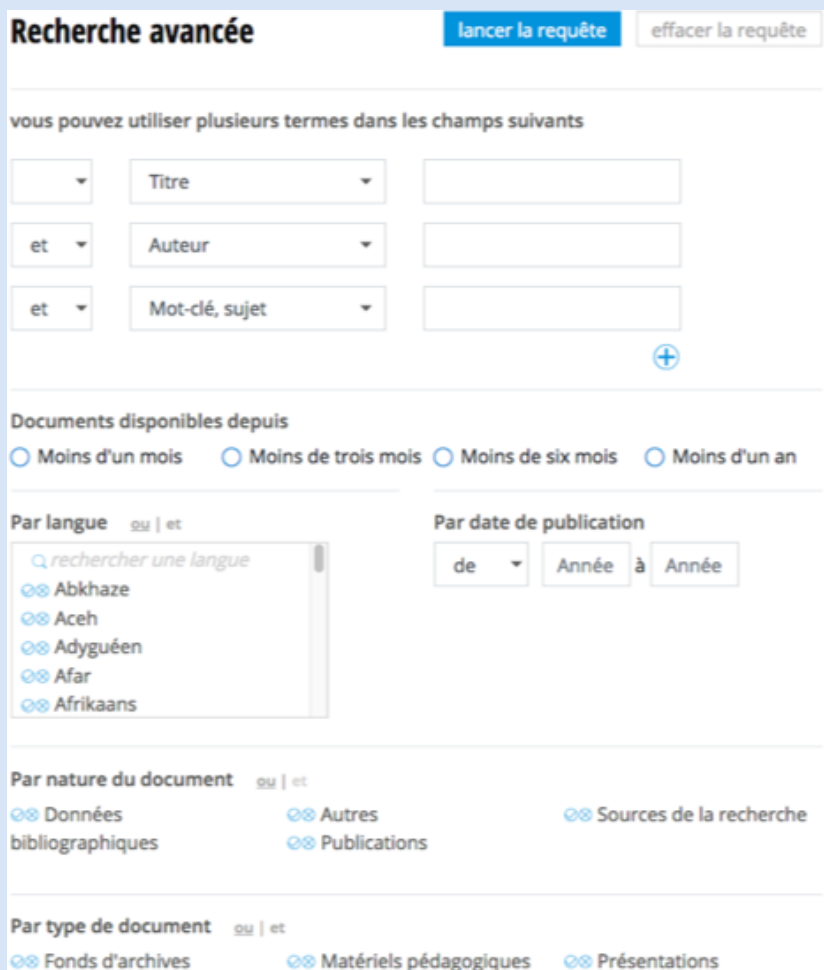 Recherche avancée lancer la requête effacer la requête
vous pouvez utiliser plusieurs termes dans les champs suivants
Titre
et Auteur
et Mot-clé, sujet
Documents disponibles depuis
Moins d'un mois Moins de trois mois Moins de six mois Moins d'un an
Par langue ou | et
rechercher une langue
Abkhaze
Aceh
Adyguéen
Afar
Afrikaans
Par date de publication
de Année à Année
Par nature du document ou | et
Données bibliographiques
Autres
Publications
Sources de la recherche
Par type de document ou | et
Fonds d'archives Matériels pédagogiques Présentations